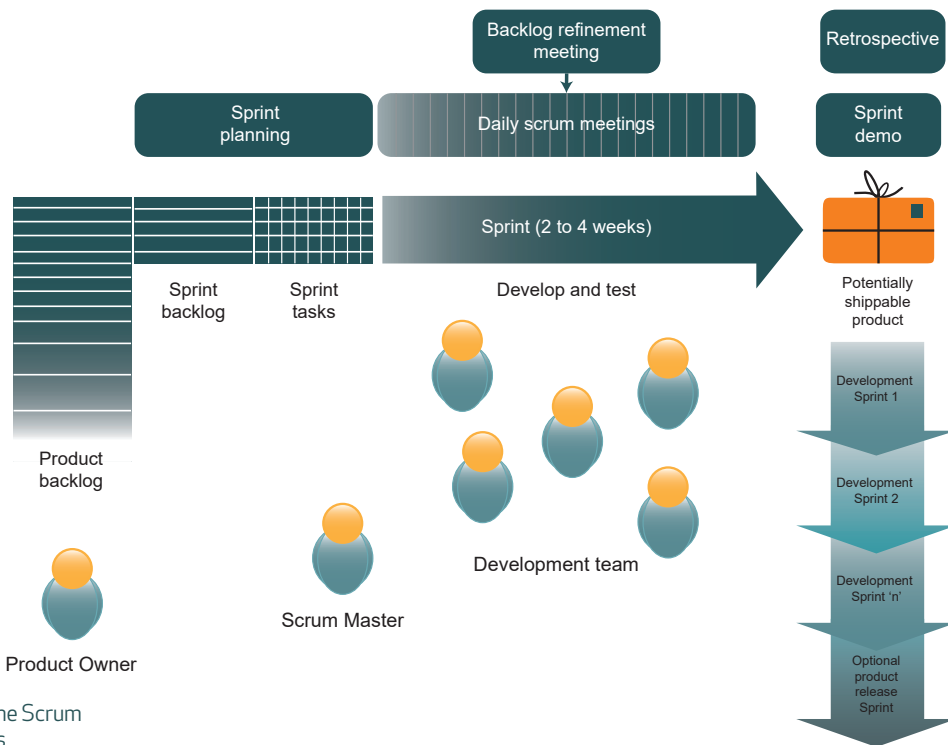 Backlog refinement
meeting
Retrospective
Sprint
planning
Daily scrum meetings
Sprint
demo
Sprint (2 to 4 weeks)
Sprint
backlog
Sprint
tasks
Develop and test
Potentially
shippable
product
Development
Sprint 1
Product
backlog
Development
Sprint 2
Development team
Development
Sprint ‘n’
Scrum Master
Product Owner
Optional
product
release
Sprint
Scrum